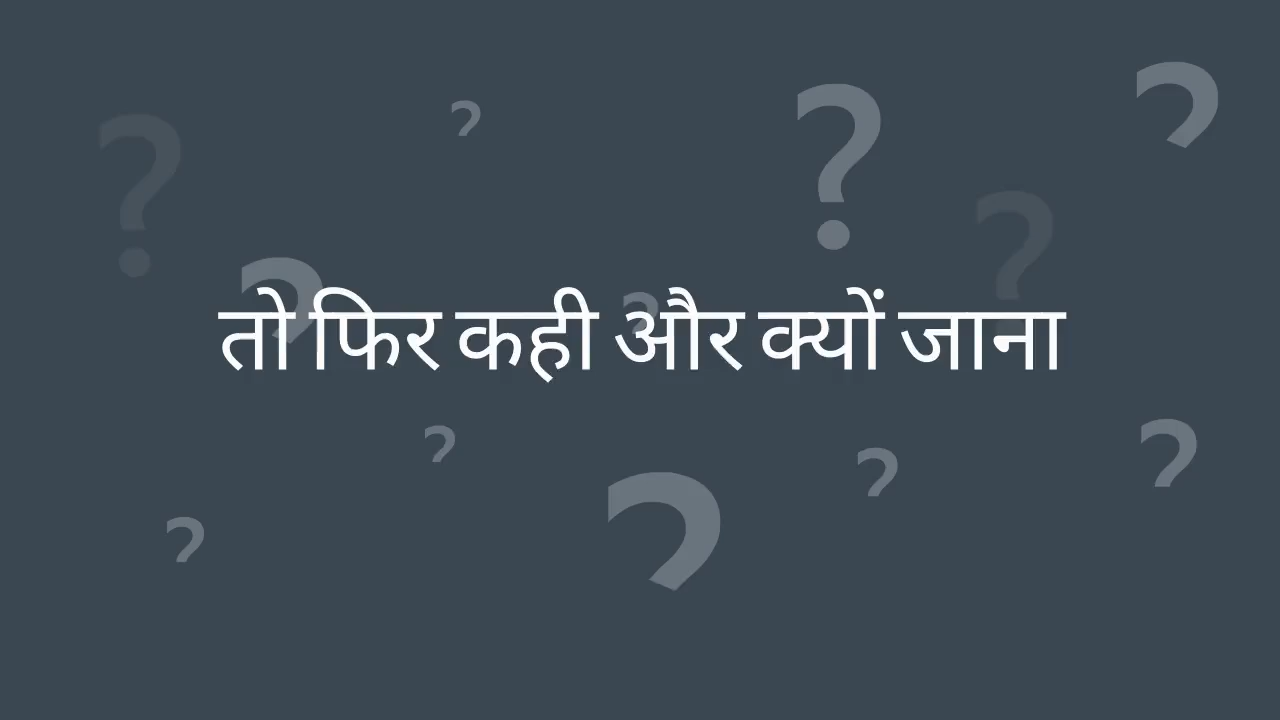 तो फिर कही और क्यों जाना